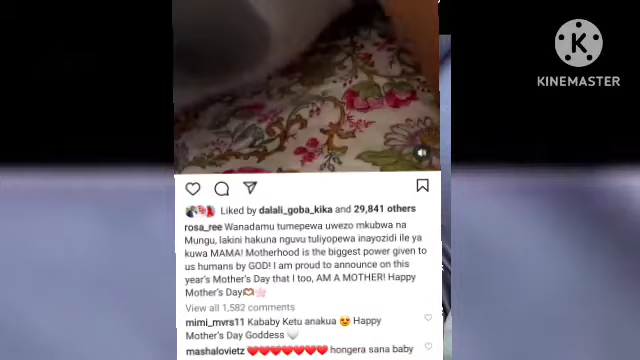 KINEMASTER
Liked by dalali_goba_kika and 29,841 others
rosa_ree Wanadamu tumepewa uwezo mkubwa na
Mungu, lakini hakuna nguvu tuliyopewa inayozidi ile ya
kuwa MAMA! Motherhood is the biggest power given to
us humans by GOD! I am proud to announce on this
year's Mother's Day that I too, AM A MOTHER! Happy
Mother's Day🫶🏾🌸
View all 1,582 comments
mimi_mvrs11 Kababy Ketu anakua 😍 Happy
Mother's Day Goddess 🤍
mashalovietz ❤️❤️❤️❤️❤️❤️❤️❤️ hongera sana baby